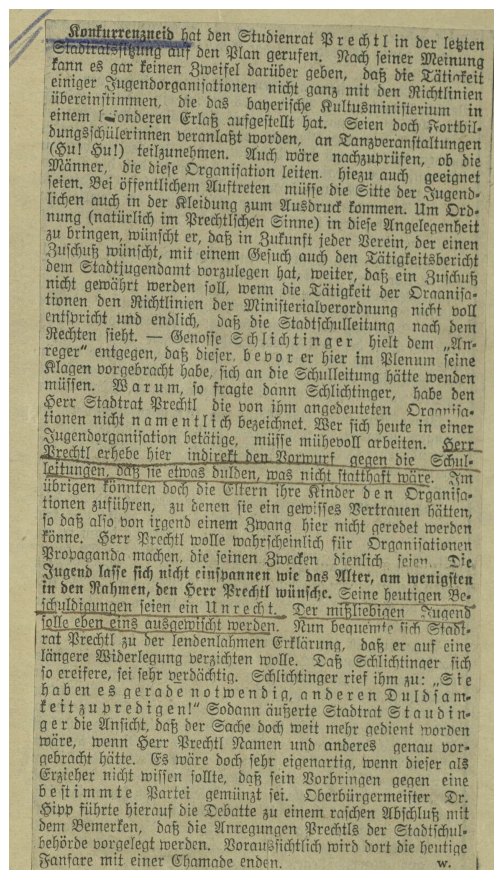 Konkurrenzneid hat den Studienrat Prechtl in der letzten
Stadtratssitzung auf den Plan gerufen. Nach seiner Meinung
kann es gar keinen Zweifel darüber geben, daß die Tätigkeit
einiger Jugendorganisationen nicht ganz mit den Richtlinien
übereinstimmen, die das bayerische Kultusministerium in
einem besonderen Erlaß aufgestellt hat. Seien doch Fortbil-
dungsschülerinnen veranlaßt worden, an Tanzveranstaltungen
(Hu! Hu!) teilzunehmen. Auch wäre nachzuprüfen, ob die
Männer, die diese Organisation leiten, hiezu auch geeignet
seien. Bei öffentlichem Auftreten müsse die Sitte der Jugend-
lichen auch in der Kleidung zum Ausdruck kommen. Um Ord-
nung (natürlich im Prechtlschen Sinne) in diese Angelegenheit
zu bringen, wünscht er, daß in Zukunft jeder Verein, der einen
Zuschuß wünscht, mit einem Gesuch auch den Tätigkeitsbericht
dem Stadtjugendamt vorzulegen hat, weiter, daß ein Zuschuß
nicht gewährt werden soll, wenn die Tätigkeit der Organisa-
tionen den Richtlinien der Ministerialverordnung nicht voll
entspricht und endlich, daß die Stadtschulleitung nach dem
Rechten sieht. — Genosse Schlichtinger hielt dem „An-
reger“ entgegen, daß dieser, bevor er hier im Plenum seine
Klagen vorgebracht habe, sich an die Schulleitung hätte wenden
müssen. Warum, so fragte dann Schlichtinger, habe den
Herr Stadtrat Prechtl die von ihm angedeuteten Organisa-
tionen nicht namentlich bezeichnet. Wer sich heute in einer
Jugendorganisation betätige, müsse mühevoll arbeiten. Herr
Prechtl erhebe hier indirekt den Vorwurf gegen die Schul-
leitungen, daß sie etwas dulden, was nicht statthaft wäre. Im
übrigen könnten doch die Eltern ihre Kinder den Organisa-
tionen zuführen, zu denen sie ein gewisses Vertrauen hätten,
so daß also von irgend einem Zwang hier nicht geredet werden
könne. Herr Prechtl wolle wahrscheinlich für Organisationen
Propaganda machen, die seinen Zwecken dienlich seien. Die
Jugend lasse sich nicht einspannen wie das Alter, am wenigsten
in den Rahmen, den Herr Prechtl wünsche. Seine heutigen Be-
schuldigungen seien ein Unrecht. Der mißliebigen Jugend
solle eben eins ausgewischt werden. Nun bequemte sich Stadt-
rat Prechtl zu der lendenlahmen Erklärung, daß er auf eine
längere Widerlegung verzichten wolle. Daß Schlichtinger sich
so ereifere, sei sehr verdächtig. Schlichtinger rief ihm zu: „Sie
haben es gerade notwendig, anderen Duldsam-
keit zu predigen!“ Sodann äußerte Stadtrat Staudin-
ger die Ansicht, daß der Sache doch weit mehr gedient worden
wäre, wenn Herr Prechtl Namen und anderes genau vor-
gebracht hätte. Es wäre doch sehr eigenartig, wenn dieser als
Erzieher nicht wissen sollte, daß sein Vorbringen gegen eine
bestimmte Partei gemünzt sei. Oberbürgermeister Dr.
Hipp führte hierauf die Debatte zu einem raschen Abschluß mit
dem Bemerken, daß die Anregungen Prechtls der Stadtschul-
behörde vorgelegt werden. Voraussichtlich wird dort die heutige
Fanfare mit einer Chamade enden. w.